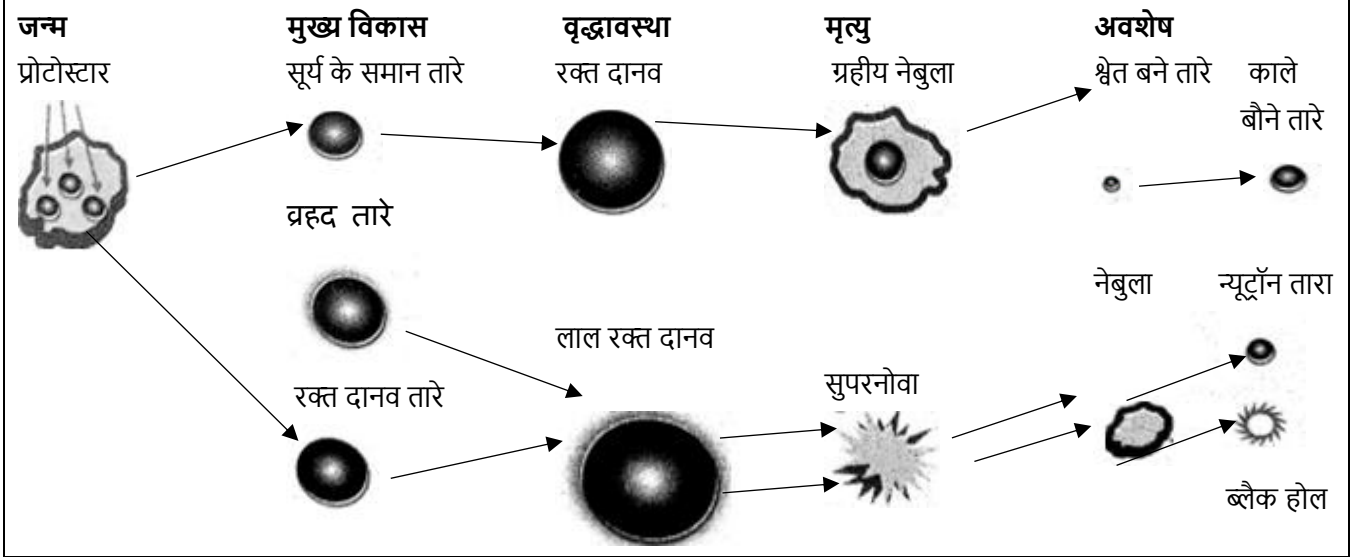 जन्म
मुख्य विकास
वृद्धावस्था
मृत्यु
अवशेष
प्रोटोस्टार
सूर्य के समान तारे
रक्त दानव
ग्रहीय नेबुला
श्वेत बने तारे
काले
बौने तारे
व्रहद तारे
नेबुला
न्यूट्रॉन तारा
लाल रक्त दानव
सुपरनोवा
रक्त दानव तारे
ब्लैक होल